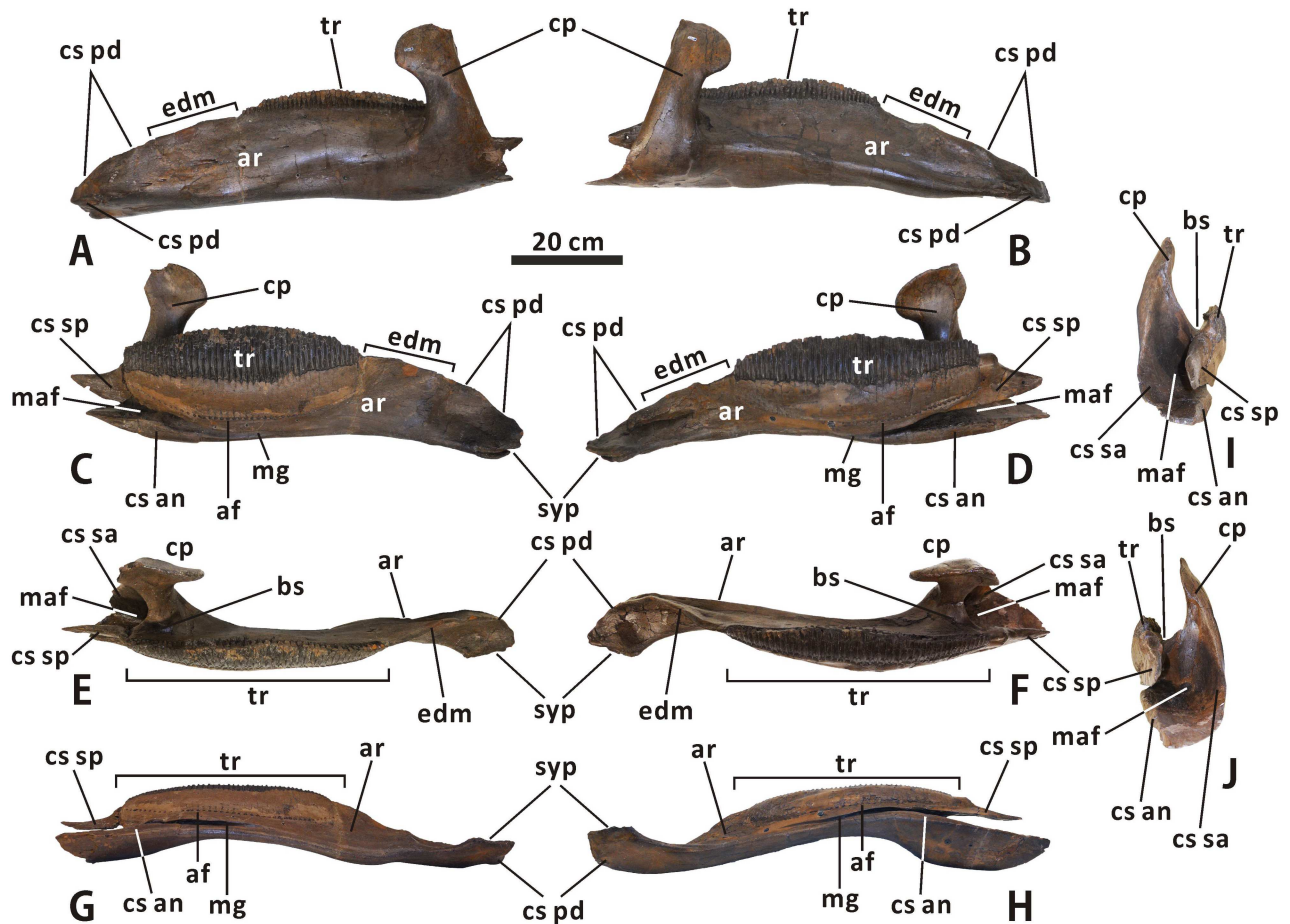 cs pd
tr
cp
tr
cs pd
edm
edm
ar
ar
cs pd
A
20 cm
cs pd
B
cp
bs
tr
cs sp
cp
edm
cs pd
cs pd
edm
cp
cs sp
tr
tr
maf
ar
ar
maf
cs sp
C
mg
mg
D
cs sa
maf
I
cs an
af
syp
af
cs an
cs an
cs sa
cp
ar
cs pd
ar
cp
cs sa
tr
bs
cp
maf
bs
bs
maf
cs sp
E
tr
edm
syp
edm
tr
F
cs sp
maf
J
cs sp
tr
ar
syp
ar
tr
cs sp
cs an
cs sa
G
cs an
af
mg
cs pd
mg
af
cs an
H